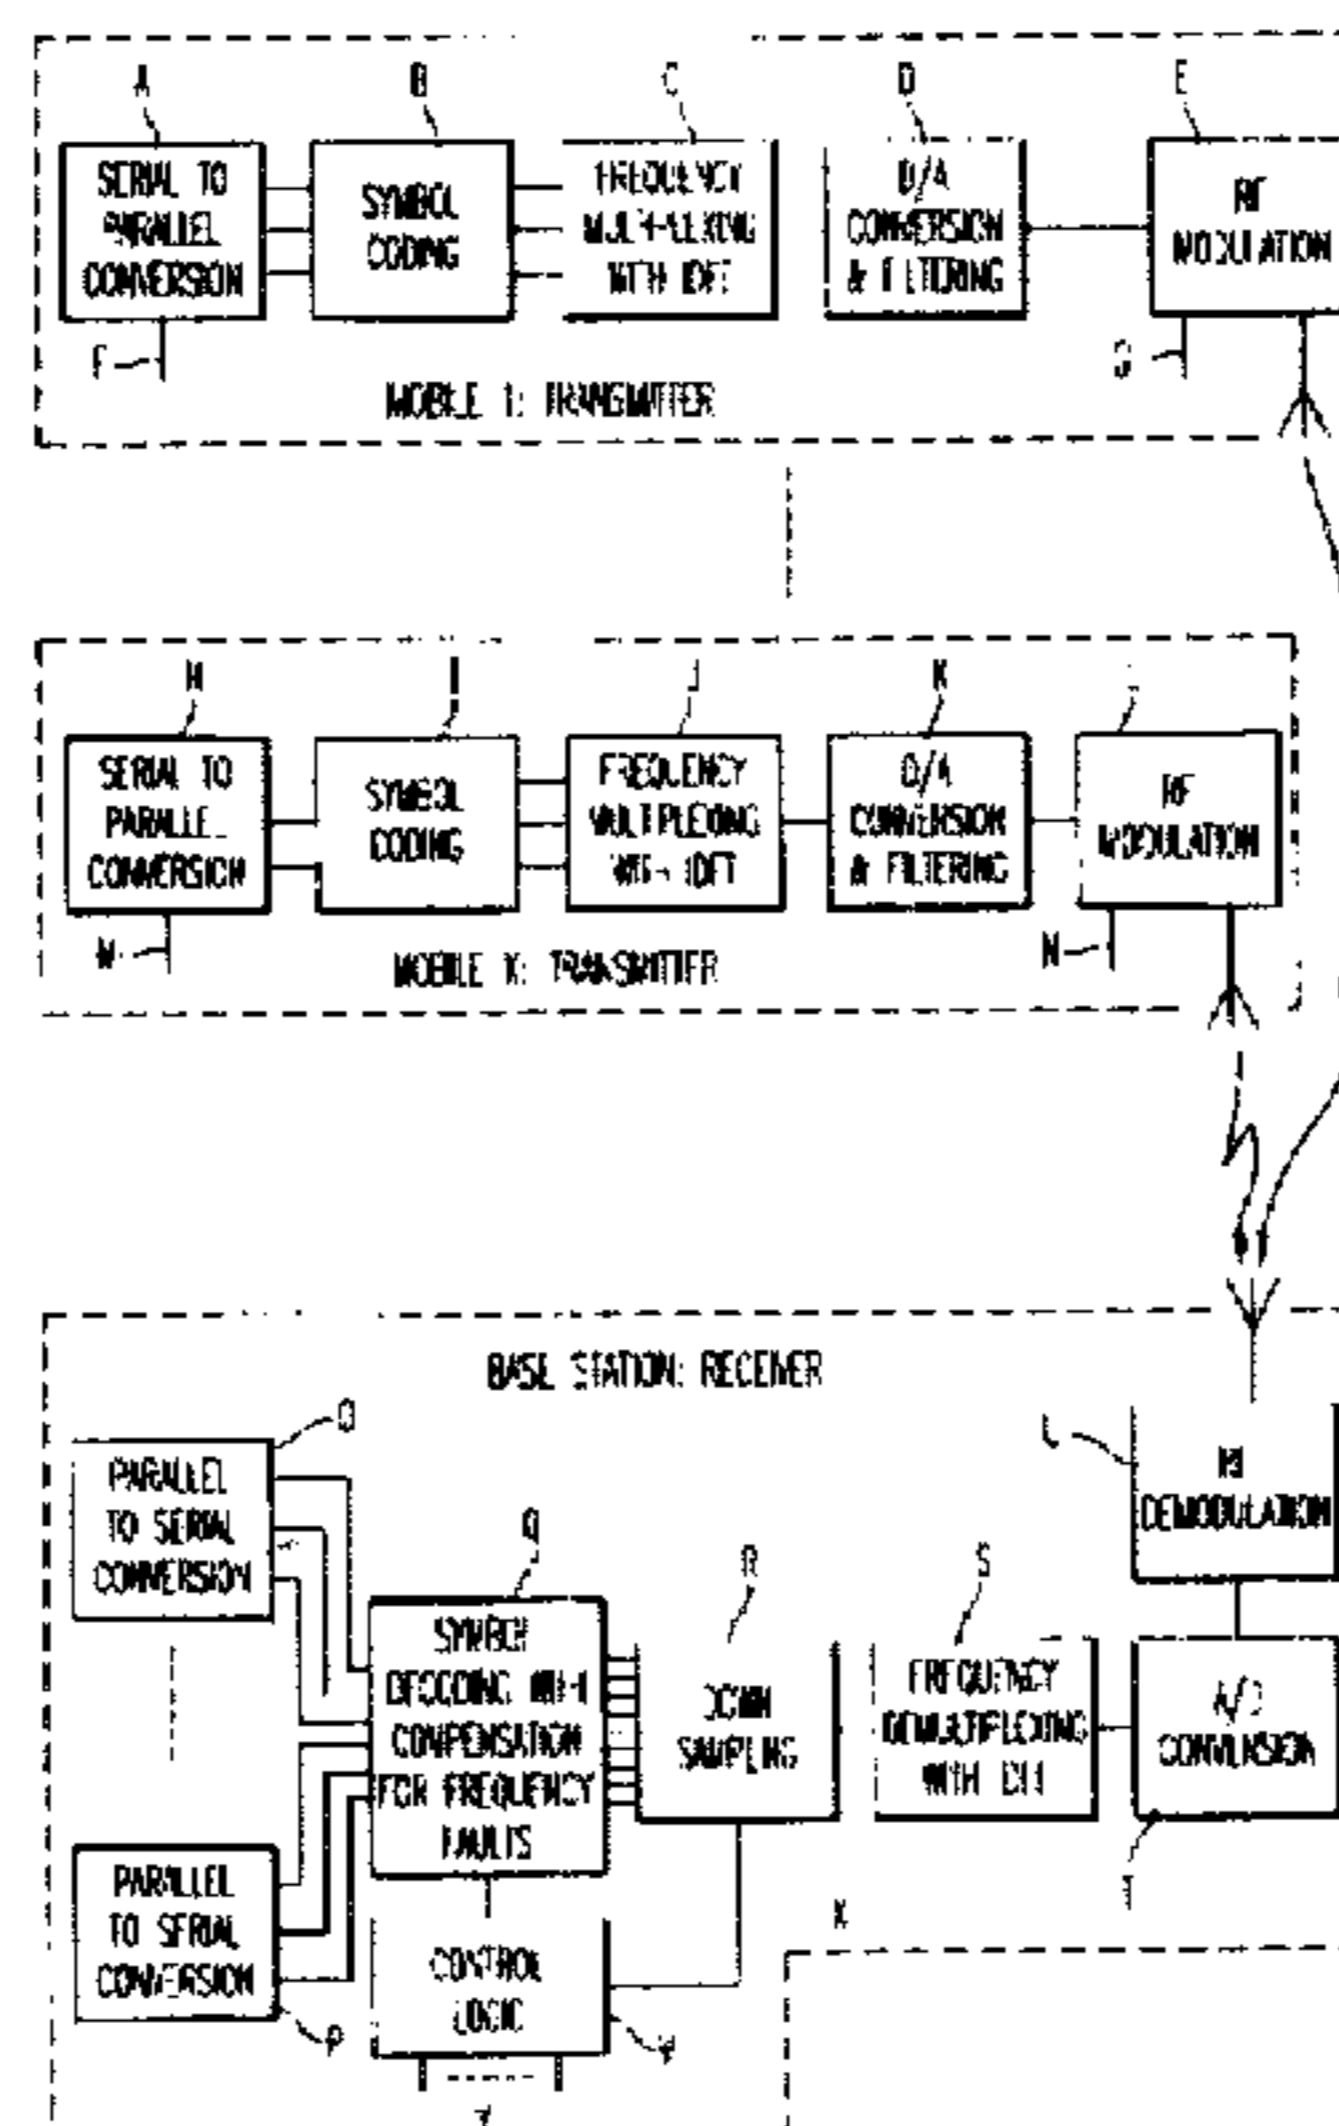 A
B
C
D
E
SERIAL TO
PARALLEL
CONVERSION
SYMBOL
CODING
FREQUENCY
MULTIPLEXING
WITH IDFT
D/A
CONVERSION
& FILTERING
RF
MODULATION
F
G
MOBILE 1: TRANSMITTER
H
I
J
K
SERIAL TO
PARALLEL
CONVERSION
SYMBOL
CODING
FREQUENCY
MULTIPLEXING
WITH IDFT
D/A
CONVERSION
& FILTERING
RF
MODULATION
M
N
MOBILE K: TRANSMITTER
BASE STATION: RECEIVER
O
PARALLEL
TO SERIAL
CONVERSION
DEMODULATION
Q
R
S
SYMBOL
DECODING WITH
COMPENSATION
FOR FREQUENCY
FAULTS
DOWN
SAMPLING
FREQUENCY
DEMULTIPLEXING
WITH DFT
A/D
CONVERSION
T
PARALLEL
TO SERIAL
CONVERSION
P
CONTROL
LOGIC